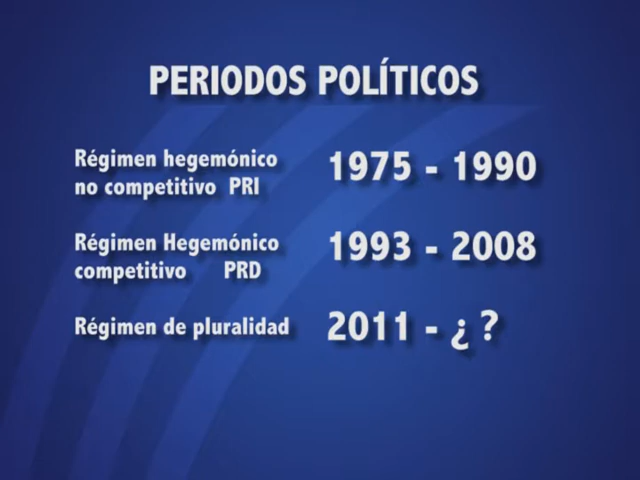 PERIODOS POLÍTICOS
Régimen hegemónico
no competitivo PRI
1975 - 1990
Régimen Hegemónico
competitivo PRD
1993 - 2008
Régimen de pluralidad
2011 - ¿ ?